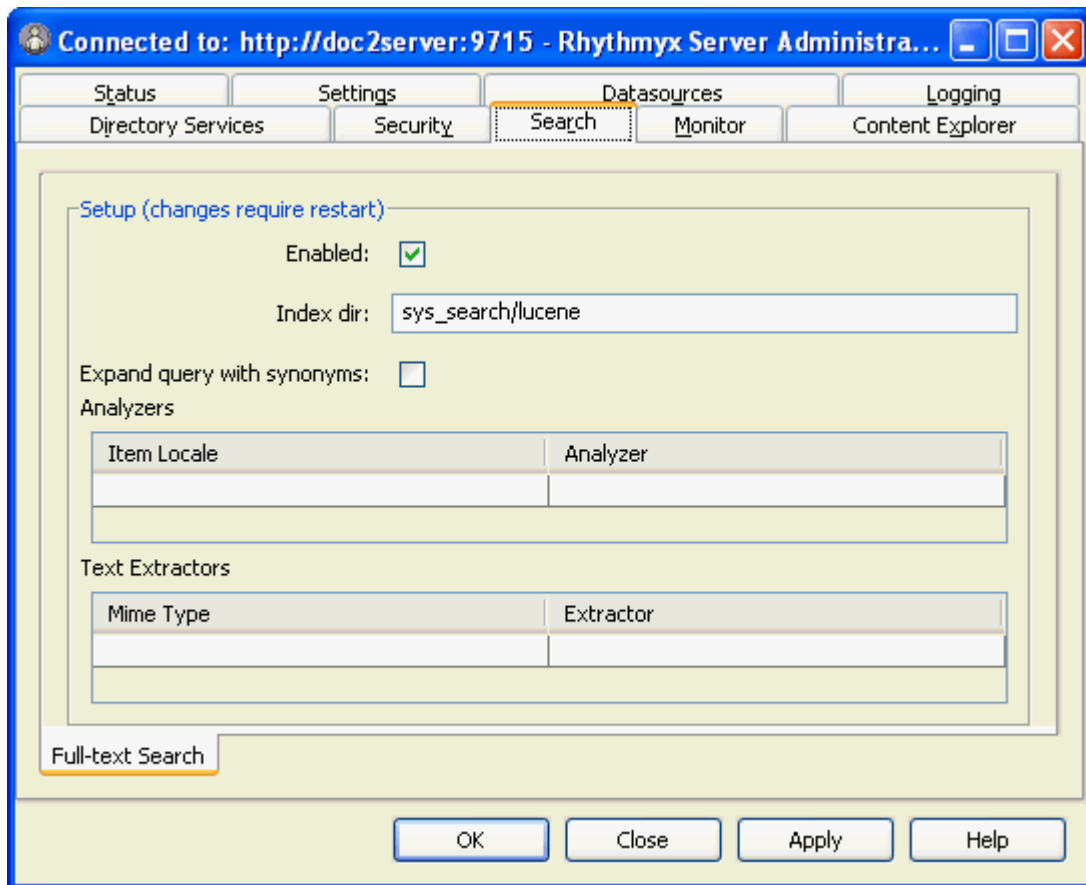 Connected to: http://doc2server:9715 - Rhythmyx Server Administra...
Status Settings Datasources Logging
Directory Services Security Search Monitor Content Explorer
Setup (changes require restart)
Enabled:
Index dir: sys_search/lucene
Expand query with synonyms:
Analyzers
Item Locale Analyzer
Text Extractors
Mime Type Extractor
Full-text Search
OK Close Apply Help